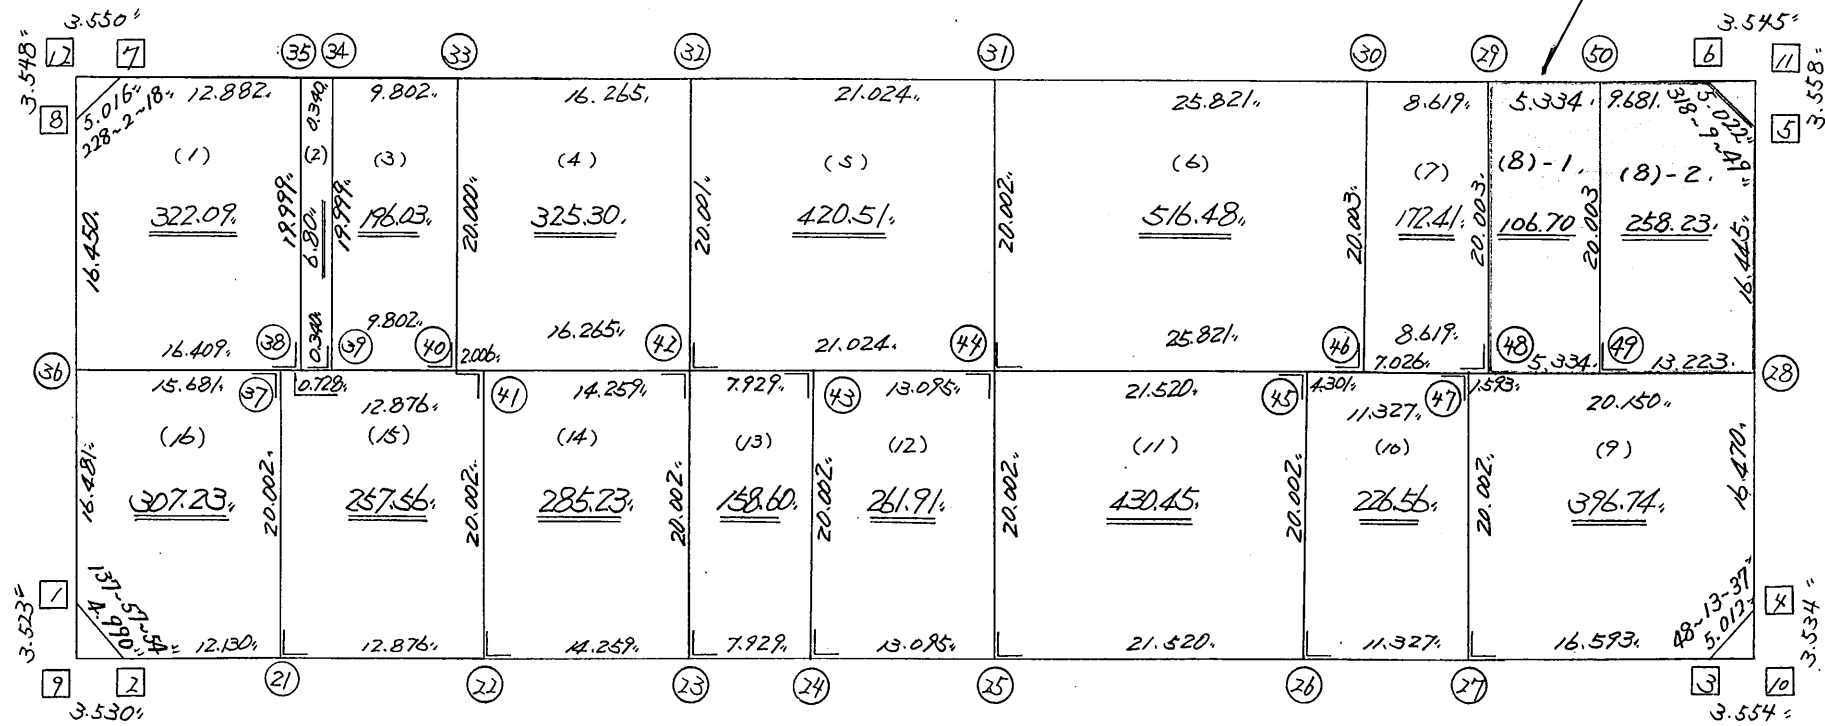 3.550〃 3.545〃
12 7 35 34 33 32 31 30 29 50 6 11
3.548〃 3.558〃
8 5.016〃 12.882〃 0.340〃 9.802〃 16.265〃 21.024〃 25.821〃 8.619〃 5.334〃 9.681〃 5.022〃 5
228~2~18〃 318~9~49〃
(1) (2) (3) (4) (5) (6) (7) (8)-1. (8)-2.
322.09〃 6.80〃 196.03〃 325.30〃 420.51〃 516.48〃 172.41〃 106.70 258.23〃
16.450〃 19.999〃 19.999〃 20.000〃 20.001〃 20.002〃 20.003〃 20.003〃 20.003 16.445〃
16.409〃 38 0.340〃 39 9.802〃 40 2.006〃 16.265〃 42 21.024〃 44 25.821〃 46 8.619〃 7.026〃 48 5.334〃 49 13.223〃
36 28
15.681〃 37 0.728〃 12.876〃 41 14.259〃 7.929〃 43 13.095〃 21.520〃 45 4.301〃 11.327〃 47 1.593〃 20.150〃
(16) (15) (14) (13) (12) (11) (10) (9)
307.23〃 257.56〃 285.23〃 158.60〃 261.91〃 430.45〃 226.56〃 396.74〃
16.481〃 20.002〃 20.002〃 20.002〃 20.002〃 20.002〃 20.002〃 20.002〃 16.470〃
1 137~57~54〃 48~13~37〃 4
3.523〃 4.990〃 12.130〃 12.876〃 14.259〃 7.929〃 13.095〃 21.520〃 11.327〃 16.593〃 5.012〃 3.534〃
9 2 21 22 23 24 25 26 27 3 10
3.530〃 3.554〃